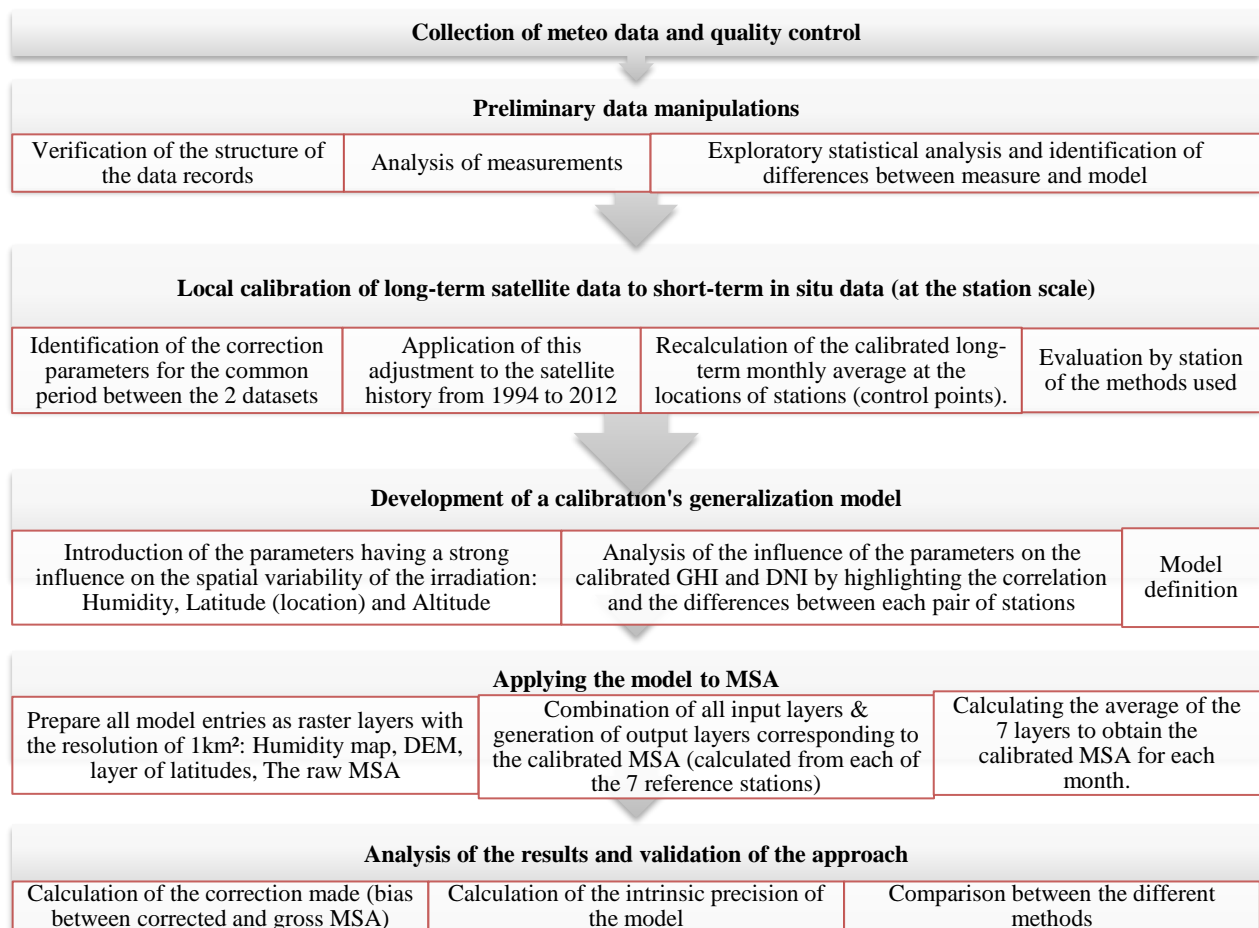 Collection of meteo data and quality control
Preliminary data manipulations
Verification of the structure of
the data records
Analysis of measurements
Exploratory statistical analysis and identification of
differences between measure and model
Local calibration of long-term satellite data to short-term in situ data (at the station scale)
Identification of the correction
parameters for the common
period between the 2 datasets
Application of this
adjustment to the satellite
history from 1994 to 2012
Recalculation of the calibrated long-
term monthly average at the
locations of stations (control points).
Evaluation by station
of the methods used
Development of a calibration's generalization model
Introduction of the parameters having a strong
influence on the spatial variability of the irradiation:
Humidity, Latitude (location) and Altitude
Analysis of the influence of the parameters on the
calibrated GHI and DNI by highlighting the correlation
and the differences between each pair of stations
Model
definition
Applying the model to MSA
Prepare all model entries as raster layers with
the resolution of 1km²: Humidity map, DEM,
layer of latitudes, The raw MSA
Combination of all input layers &
generation of output layers corresponding to
the calibrated MSA (calculated from each of
the 7 reference stations)
Calculating the average of the
7 layers to obtain the
calibrated MSA for each
month.
Analysis of the results and validation of the approach
Calculation of the correction made (bias
between corrected and gross MSA)
Calculation of the intrinsic precision of
the model
Comparison between the different
methods